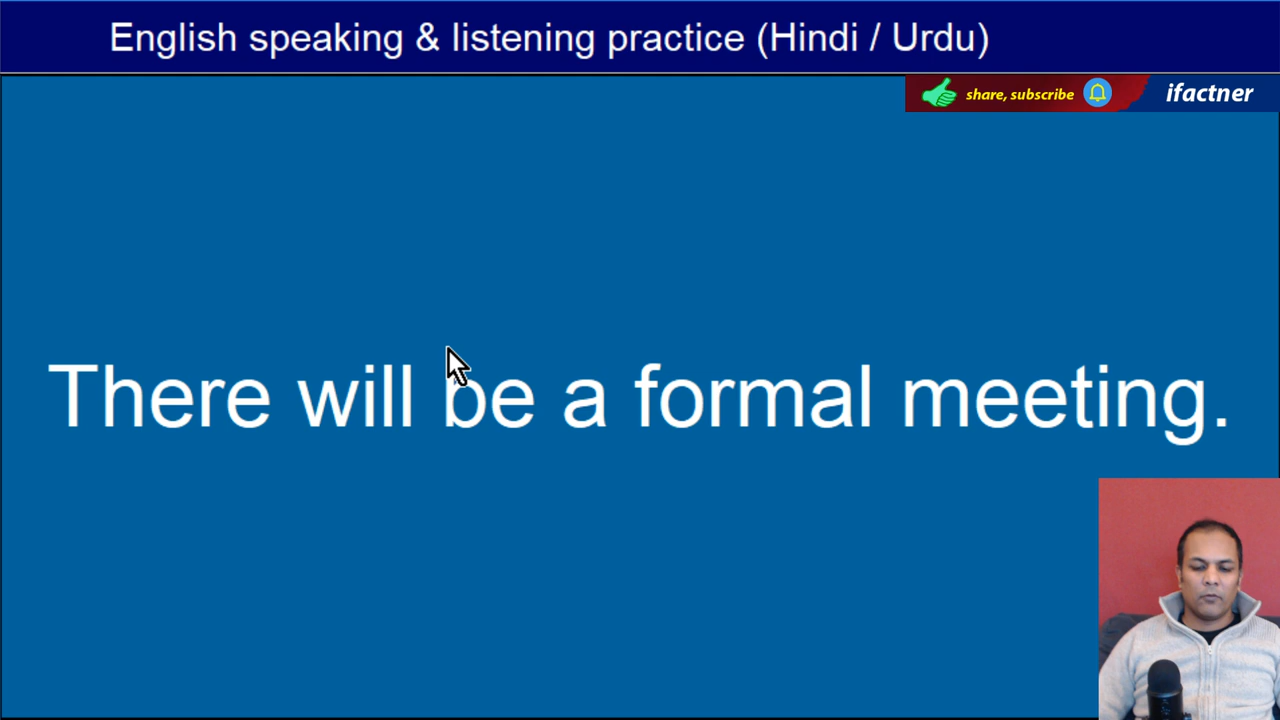 English speaking & listening practice (Hindi / Urdu)
share, subscribe
ifactner
There will be a formal meeting.